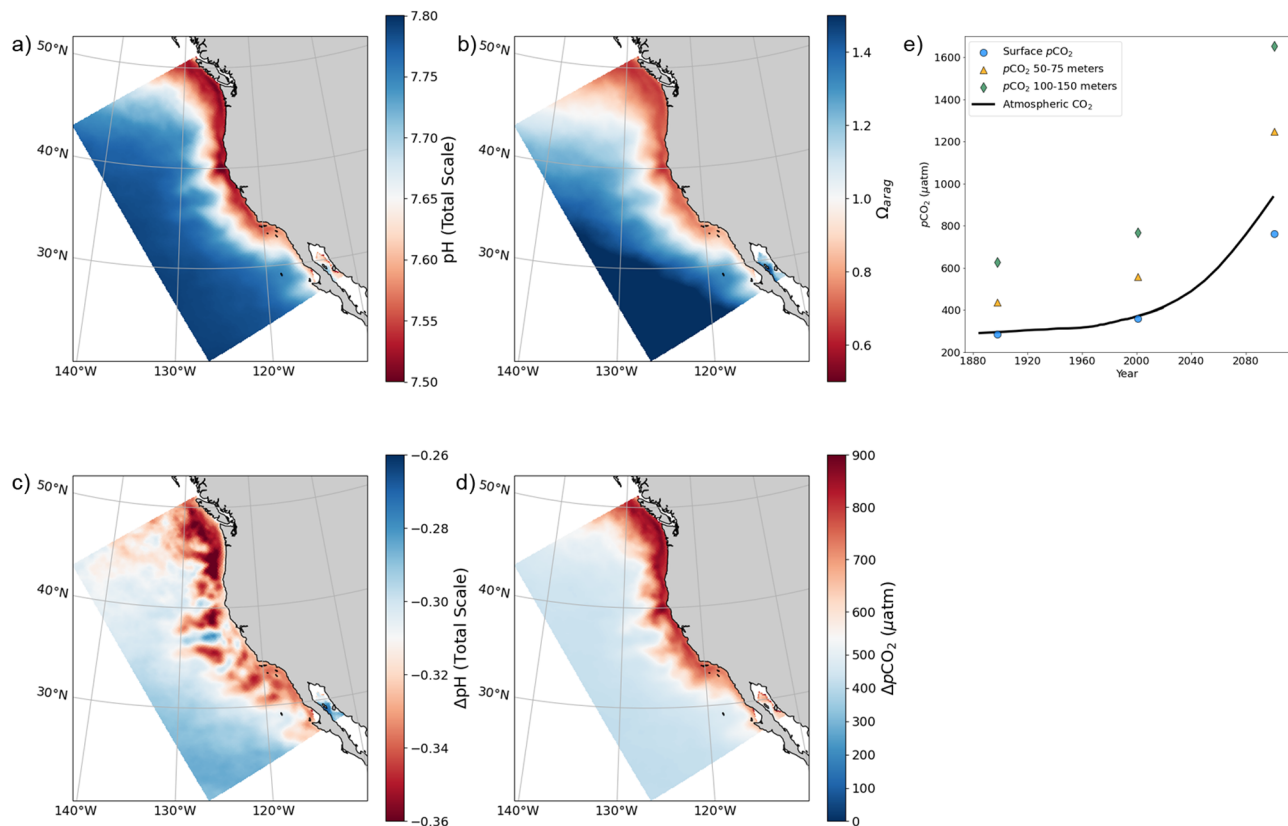 a)
50°N
40°N
30°N
140°W
130°W
120°W
7.80
7.75
7.70
7.65
7.60
7.55
7.50
pH (Total Scale)
b)
50°N
40°N
30°N
140°W
130°W
120°W
1.4
1.2
1.0
0.8
0.6
Ωarag
e)
Surface pCO₂
pCO₂ 50-75 meters
pCO₂ 100-150 meters
Atmospheric CO₂
1600
1400
1200
1000
800
600
400
200
pCO₂ (μatm)
1880
1920
1960
2000
2040
2080
Year
c)
50°N
40°N
30°N
140°W
130°W
120°W
−0.26
−0.28
−0.30
−0.32
−0.34
−0.36
ΔpH (Total Scale)
d)
50°N
40°N
30°N
140°W
130°W
120°W
900
800
700
600
500
400
300
200
100
0
ΔpCO₂ (μatm)